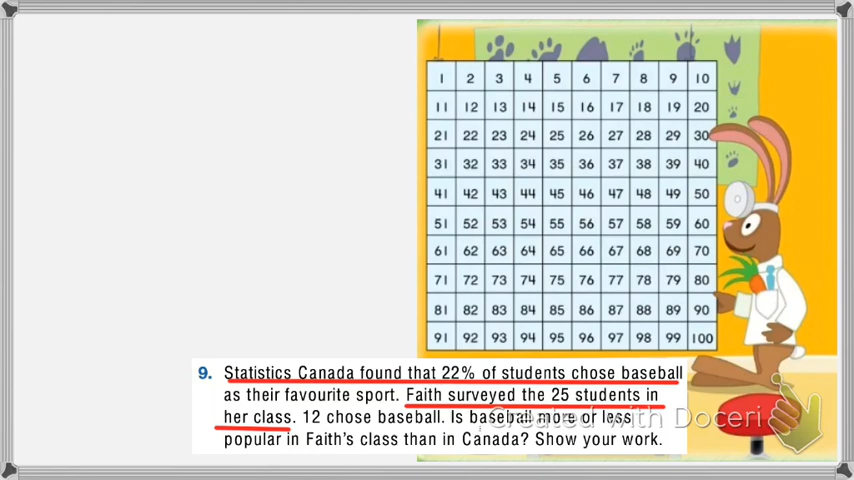 1 2 3 4 5 6 7 8 9 10
11 12 13 14 15 16 17 18 19 20
21 22 23 24 25 26 27 28 29 30
31 32 33 34 35 36 37 38 39 40
41 42 43 44 45 46 47 48 49 50
51 52 53 54 55 56 57 58 59 60
61 62 63 64 65 66 67 68 69 70
71 72 73 74 75 76 77 78 79 80
81 82 83 84 85 86 87 88 89 90
91 92 93 94 95 96 97 98 99 100
9. Statistics Canada found that 22% of students chose baseball
as their favourite sport. Faith surveyed the 25 students in
her class. 12 chose baseball. Is baseball more or less
popular in Faith's class than in Canada? Show your work.
Created with Doceri